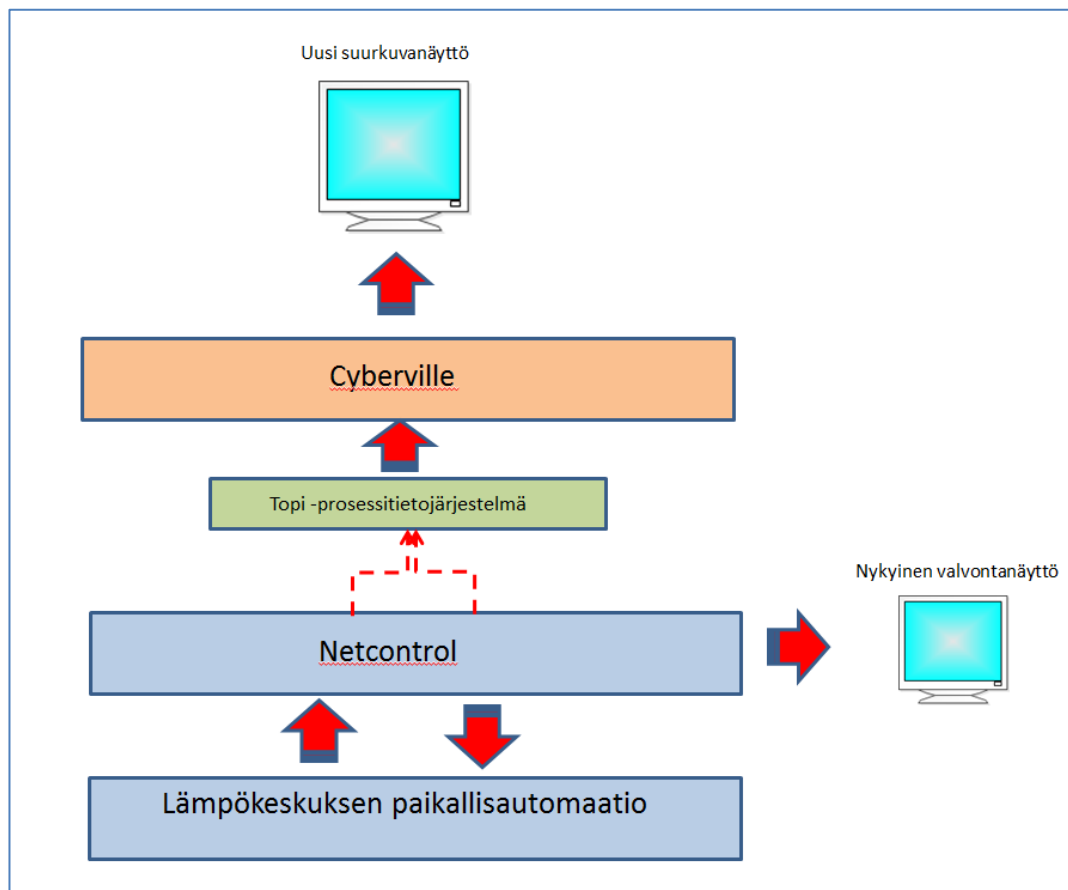 Uusi suurkuvanäyttö
Cyberville
Topi -prosessitietojärjestelmä
Nykyinen valvontanäyttö
Netcontrol
Lämpökeskuksen paikallisautomaatio